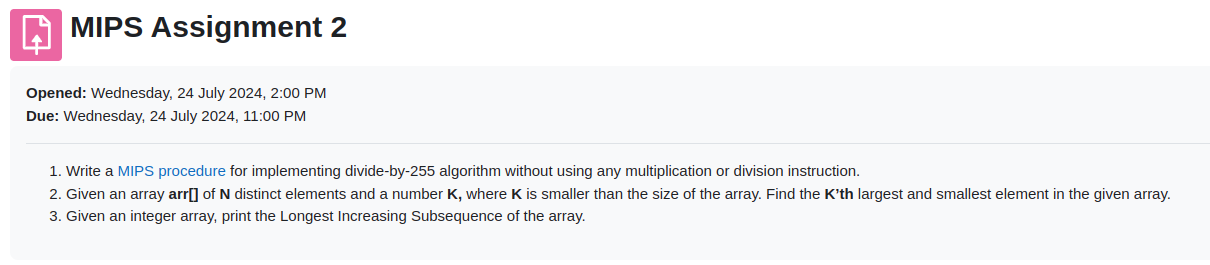 MIPS Assignment 2
Opened: Wednesday, 24 July 2024, 2:00 PM
Due: Wednesday, 24 July 2024, 11:00 PM
1. Write a MIPS procedure for implementing divide-by-255 algorithm without using any multiplication or division instruction.
2. Given an array arr[] of N distinct elements and a number K, where K is smaller than the size of the array. Find the K’th largest and smallest element in the given array.
3. Given an integer array, print the Longest Increasing Subsequence of the array.